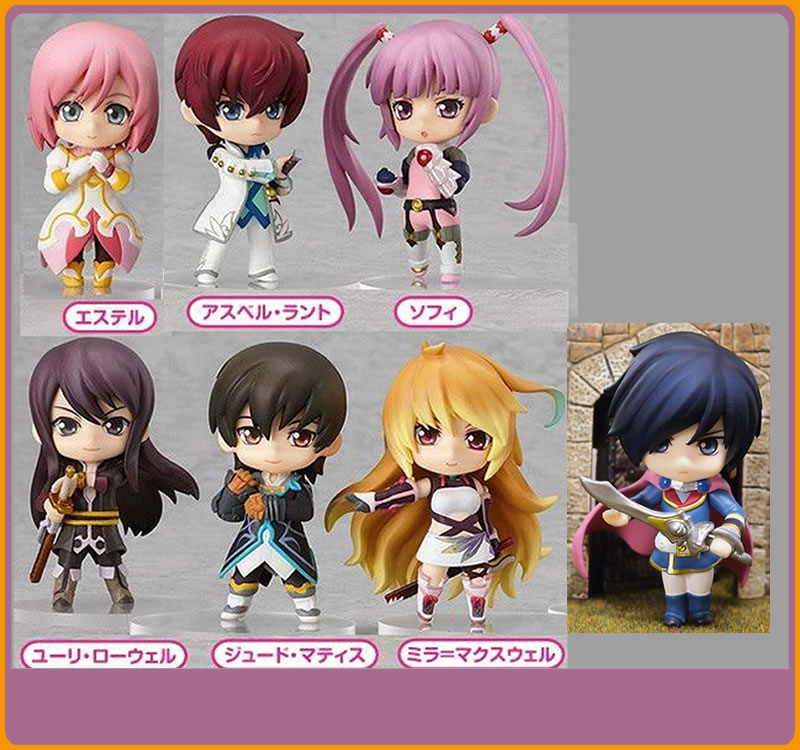 エステル
アスベル・ラント
ソフィ
ユーリ・ローウェル
ジュード・マティス
ミラ=マクスウェル